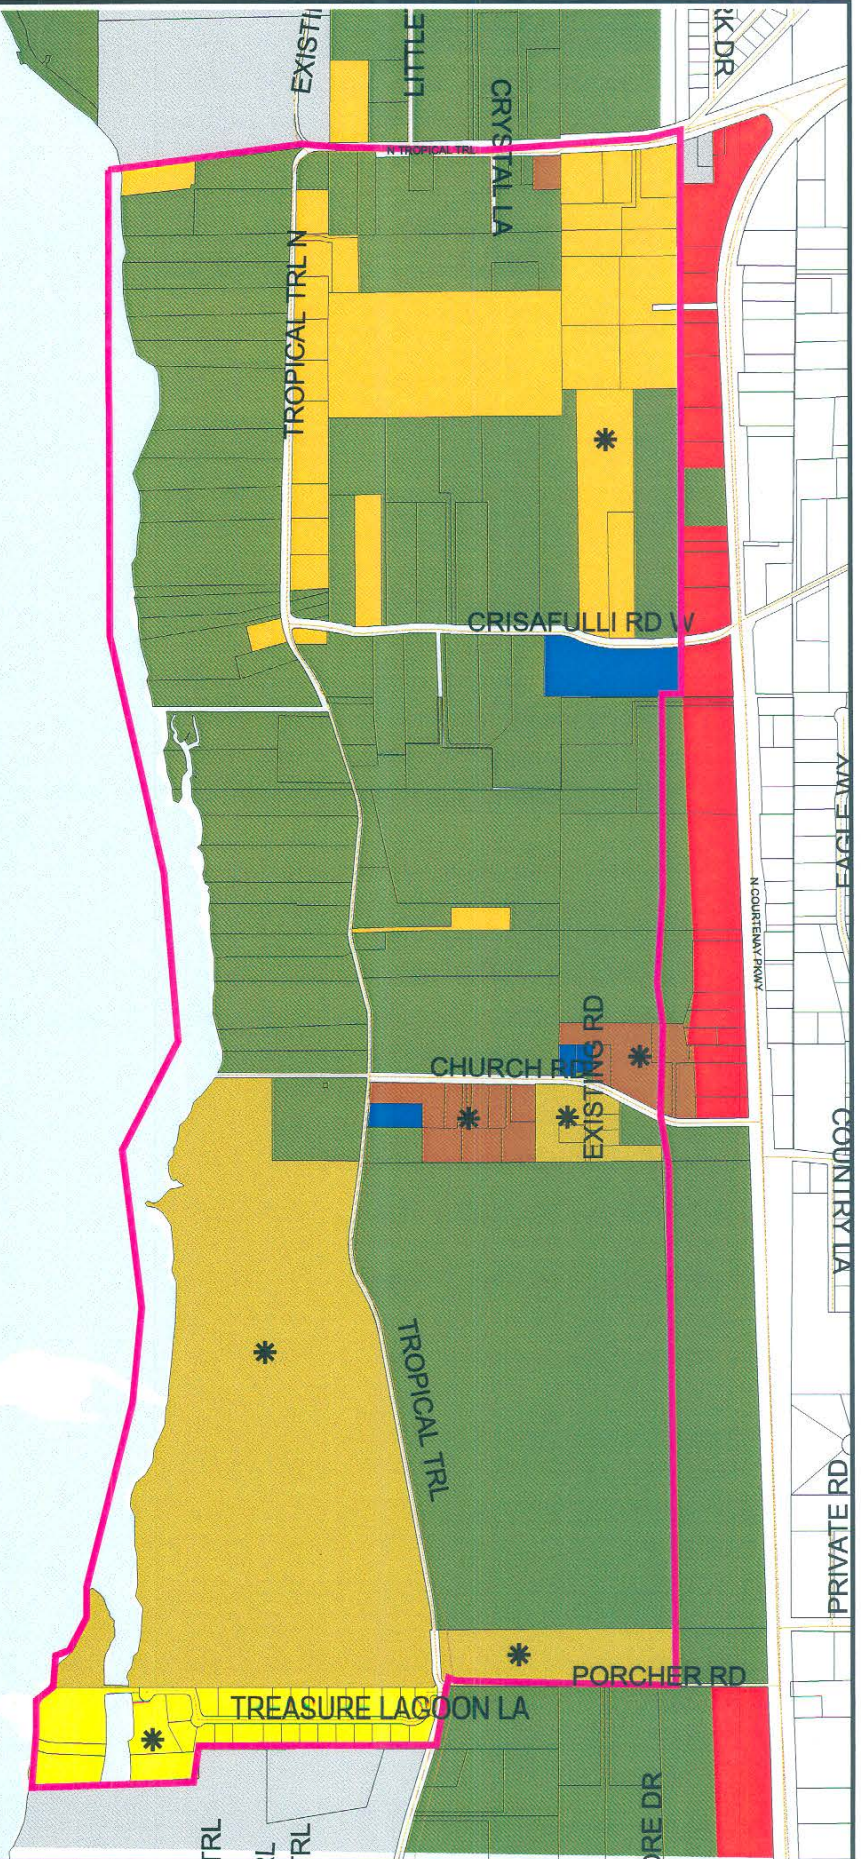 EXISTI
LITTLE
RK DR
CRYSTAL LA
N TROPICAL TRL
TROPICAL TRL N
CRISAFULLI RD W
EAGLE WY
N COURTENAY PKWY
EXISTING RD
CHURCH RD
COUNTRY LA
TROPICAL TRL
PRIVATE RD
PORCHER RD
TREASURE LAGOON LA
ORE DR
TRL
RL
TRL